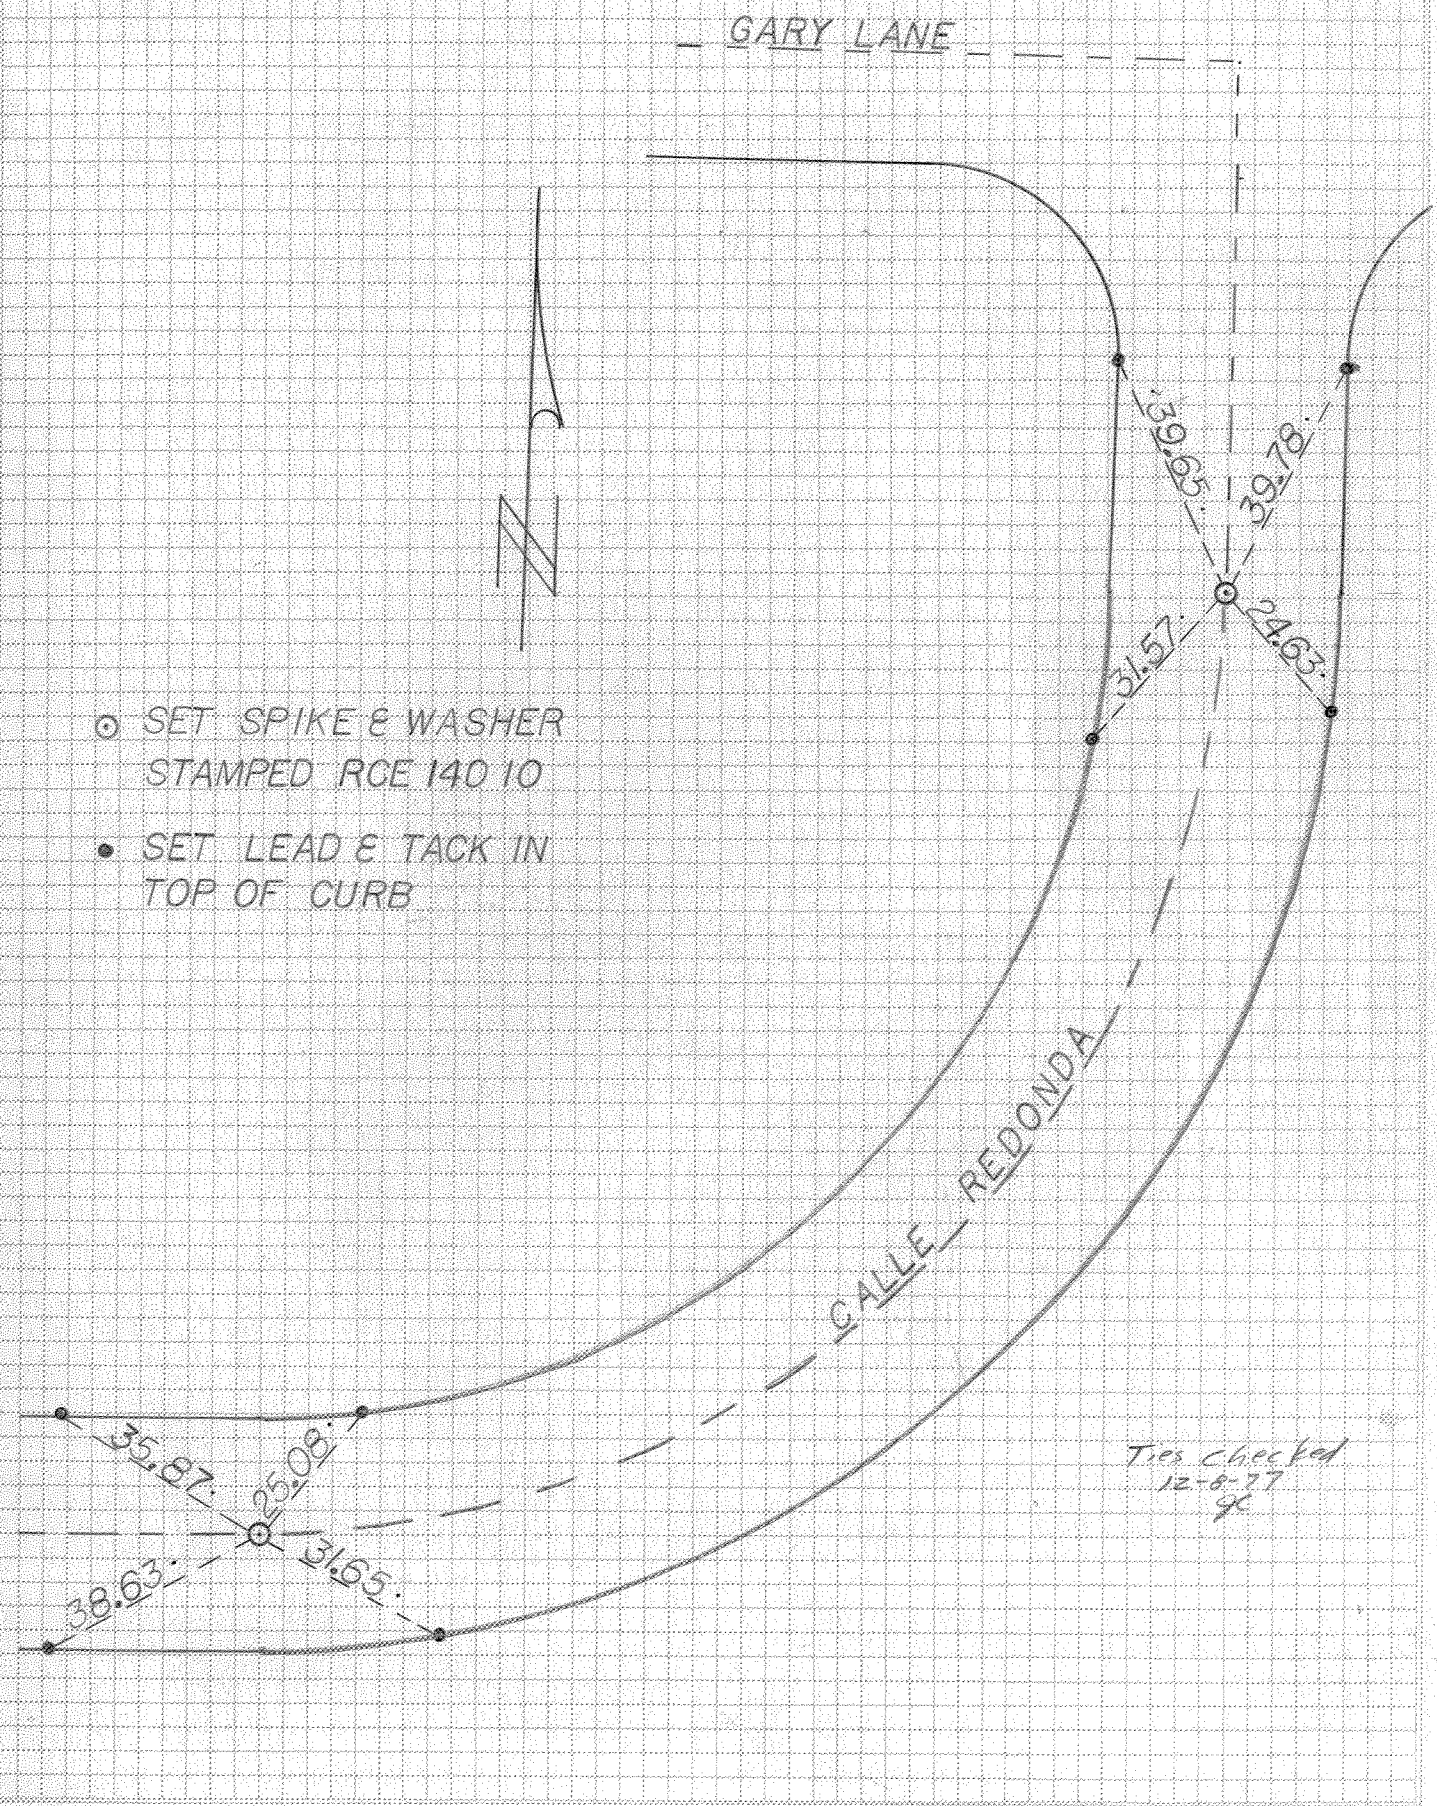 GARY LANE
39.65
39.78
N
31.57
24.63
SET SPIKE & WASHER
STAMPED RCE 14010
SET LEAD & TACK IN
TOP OF CURB
CALLE REDONDA
35.87
25.08
Ties checked
12-8-77
38.63
31.65